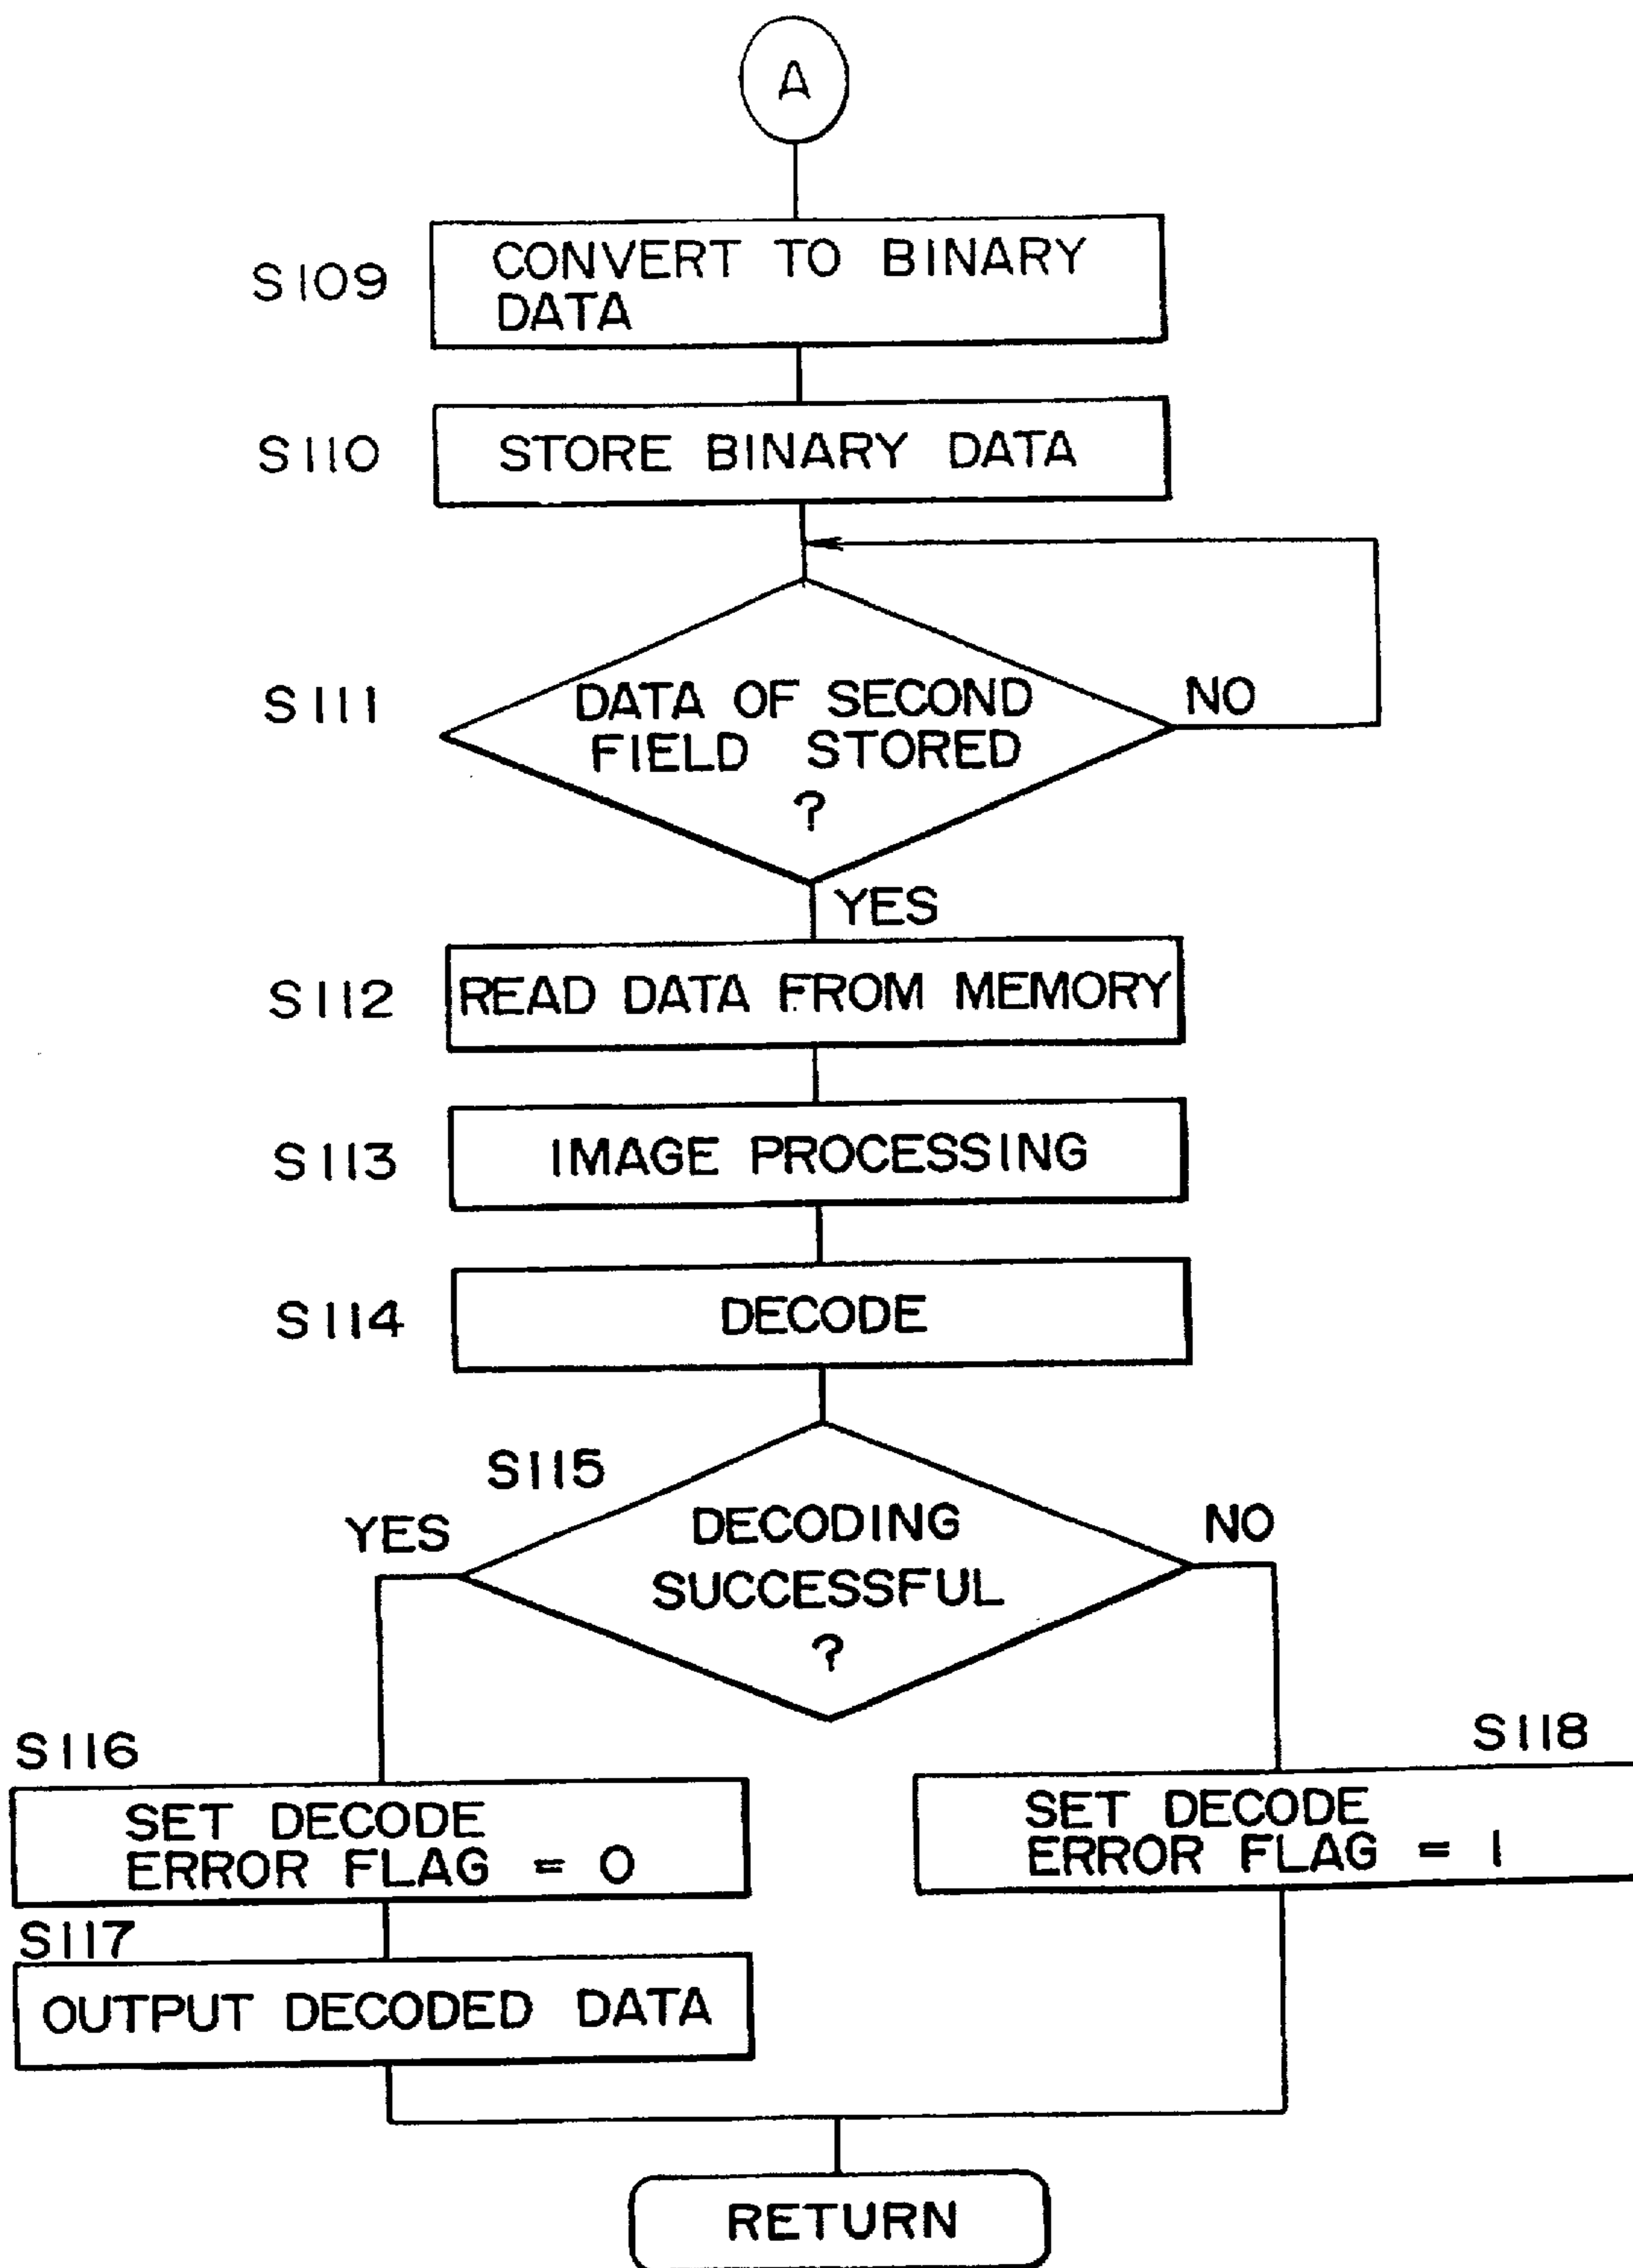 A
S109
CONVERT TO BINARY
DATA
S110
STORE BINARY DATA
S111
DATA OF SECOND
FIELD STORED
?
NO
YES
S112
READ DATA FROM MEMORY
S113
IMAGE PROCESSING
S114
DECODE
S115
DECODING
SUCCESSFUL
?
YES
NO
S116
SET DECODE
ERROR FLAG = 0
S118
SET DECODE
ERROR FLAG = 1
S117
OUTPUT DECODED DATA
RETURN